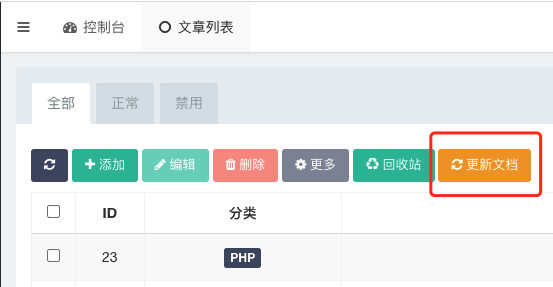 控制台 文章列表
全部 正常 禁用
添加 编辑 删除 更多 回收站 更新文档
ID 分类
23 PHP